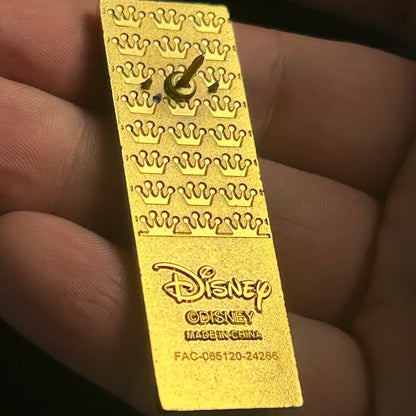 Disney
©DISNEY
MADE IN CHINA
FAC-065120-24266